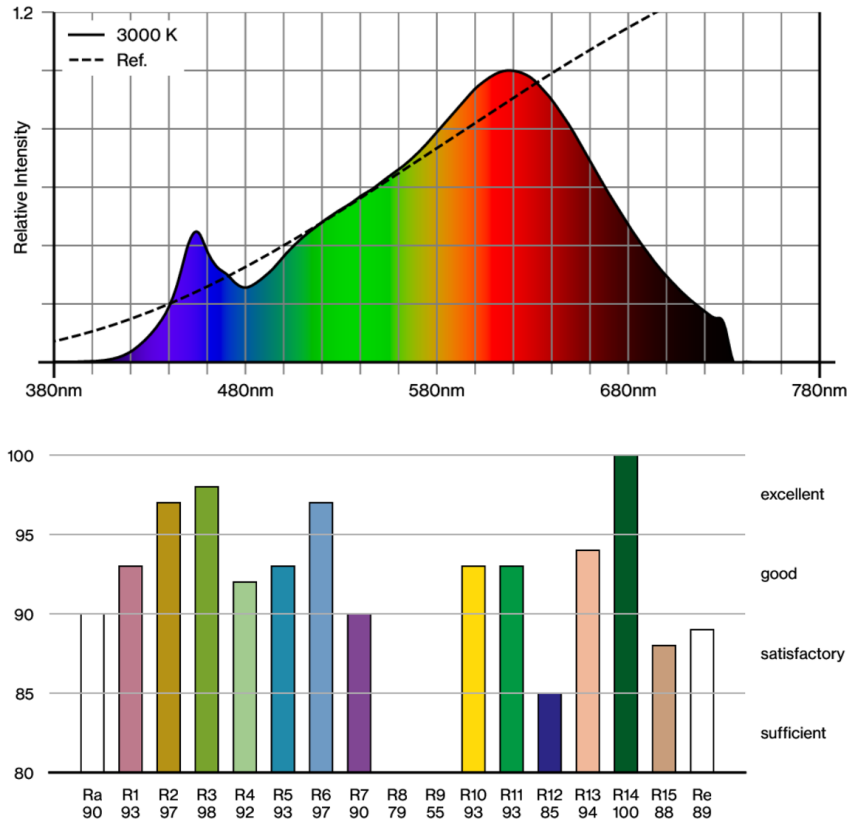 1.2
3000 K
Ref.
Relative Intensity
380nm 480nm 580nm 680nm 780nm
100
excellent
95
good
90
satisfactory
85
sufficient
80
Ra R1 R2 R3 R4 R5 R6 R7 R8 R9 R10 R11 R12 R13 R14 R15 Re
90 93 97 98 92 93 97 90 79 55 93 93 85 94 100 88 89